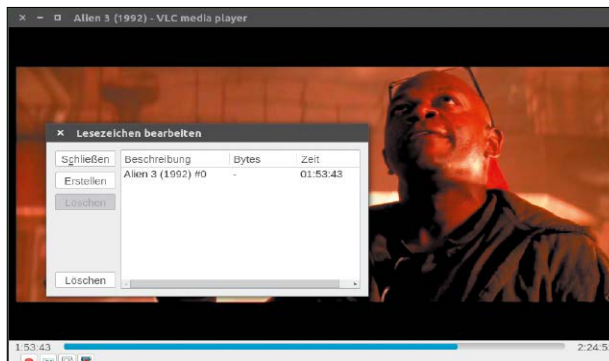 Alien 3 (1992) - VLC media player
Lesezeichen bearbeiten
Schließen
Erstellen
Löschen
Löschen
Beschreibung Bytes Zeit
Alien 3 (1992) #0 - 01:53:43
1:53:43 2:24:5